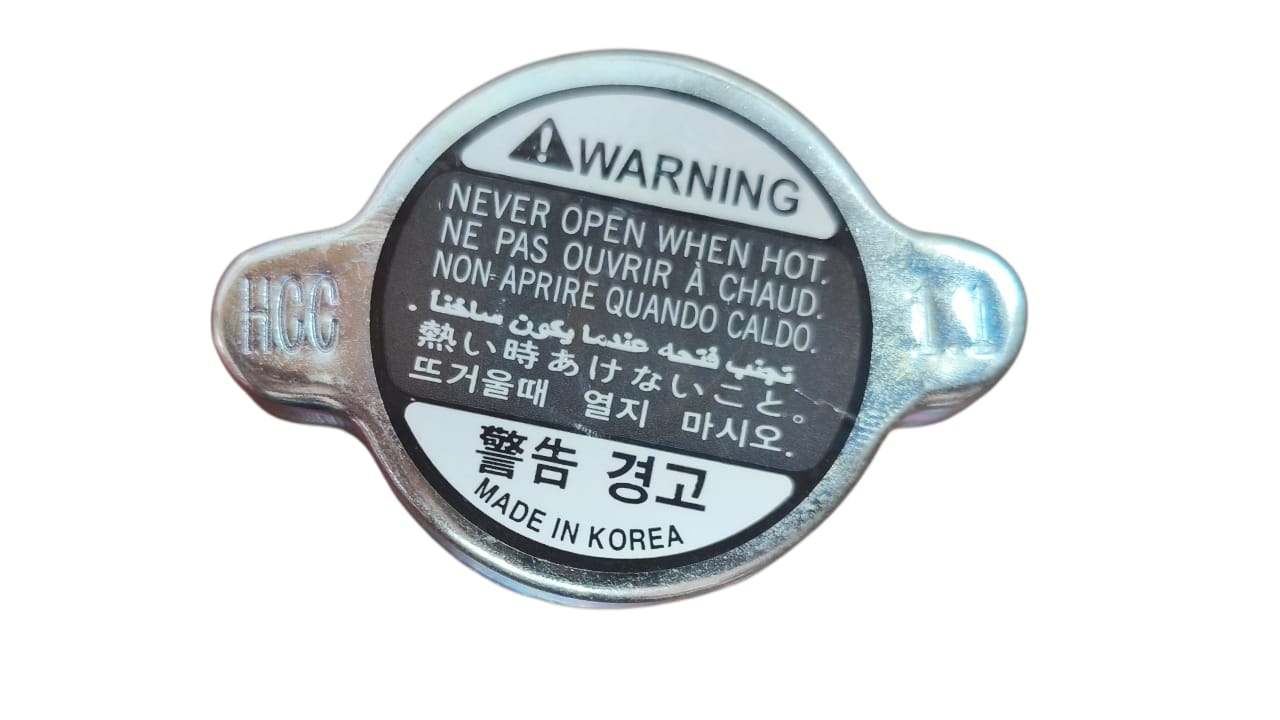 ⚠WARNING
NEVER OPEN WHEN HOT.
NE PAS OUVRIR À CHAUD.
NON-APRIRE QUANDO CALDO.
تجنب فتحه عندما يكون ساخنا .
熱い時あけないこと。
뜨거울때 열지 마시오.
警告 경고
MADE IN KOREA
HCC
1.1